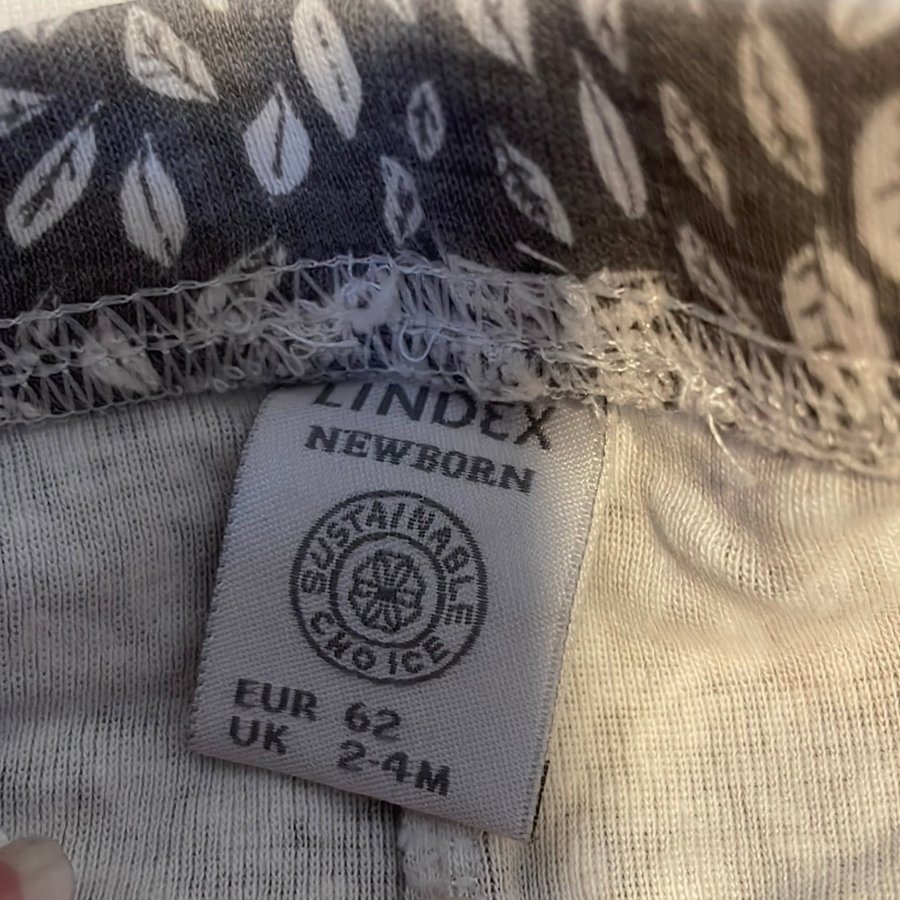 LINDEX
NEWBORN
SUSTAINABLE
CHOICE
EUR 62
UK 2-4M